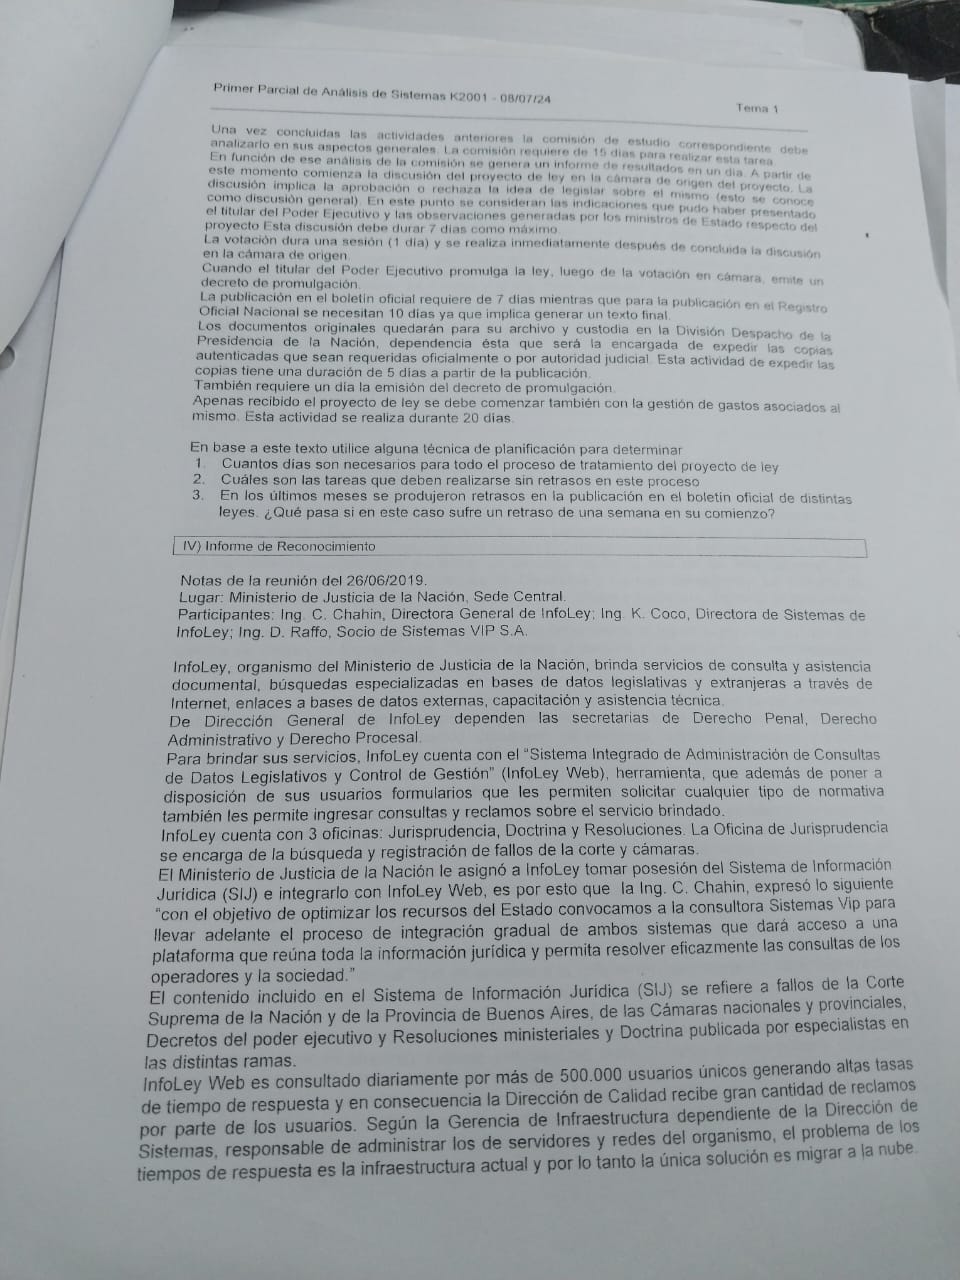 Primer Parcial de Análisis de Sistemas K2001 - 08/07/24
Tema 1
Una vez concluidas las actividades anteriores la comisión de estudio correspondiente debe
analizarlo en sus aspectos generales. La comisión requiere de 15 días para realizar esta tarea.
En función de ese análisis de la comisión se genera un informe de resultados en un día. A partir de
este momento comienza la discusión del proyecto de ley en la cámara de origen del proyecto. La
discusión implica la aprobación o rechaza la idea de legislar sobre el mismo (esto se conoce
como discusión general). En este punto se consideran las indicaciones que pudo haber presentado
el titular del Poder Ejecutivo y las observaciones generadas por los ministros de Estado respecto del
proyecto Esta discusión debe durar 7 días como máximo.
La votación dura una sesión (1 día) y se realiza inmediatamente después de concluida la discusión
en la cámara de origen.
Cuando el titular del Poder Ejecutivo promulga la ley, luego de la votación en cámara, emite un
decreto de promulgación.
La publicación en el boletín oficial requiere de 7 días mientras que para la publicación en el Registro
Oficial Nacional se necesitan 10 días ya que implica generar un texto final.
Los documentos originales quedarán para su archivo y custodia en la División Despacho de la
Presidencia de la Nación, dependencia ésta que será la encargada de expedir las copias
autenticadas que sean requeridas oficialmente o por autoridad judicial. Esta actividad de expedir las
copias tiene una duración de 5 días a partir de la publicación.
También requiere un día la emisión del decreto de promulgación.
Apenas recibido el proyecto de ley se debe comenzar también con la gestión de gastos asociados al
mismo. Esta actividad se realiza durante 20 días.
En base a este texto utilice alguna técnica de planificación para determinar
1. Cuantos días son necesarios para todo el proceso de tratamiento del proyecto de ley
2. Cuáles son las tareas que deben realizarse sin retrasos en este proceso
3. En los últimos meses se produjeron retrasos en la publicación en el boletín oficial de distintas
leyes. ¿Qué pasa si en este caso sufre un retraso de una semana en su comienzo?
IV) Informe de Reconocimiento
Notas de la reunión del 26/06/2019.
Lugar: Ministerio de Justicia de la Nación, Sede Central.
Participantes: Ing. C. Chahin, Directora General de InfoLey; Ing. K. Coco, Directora de Sistemas de
InfoLey; Ing. D. Raffo, Socio de Sistemas VIP S.A.
InfoLey, organismo del Ministerio de Justicia de la Nación, brinda servicios de consulta y asistencia
documental, búsquedas especializadas en bases de datos legislativas y extranjeras a través de
Internet, enlaces a bases de datos externas, capacitación y asistencia técnica.
De Dirección General de InfoLey dependen las secretarias de Derecho Penal, Derecho
Administrativo y Derecho Procesal.
Para brindar sus servicios, InfoLey cuenta con el “Sistema Integrado de Administración de Consultas
de Datos Legislativos y Control de Gestión” (InfoLey Web), herramienta, que además de poner a
disposición de sus usuarios formularios que les permiten solicitar cualquier tipo de normativa
también les permite ingresar consultas y reclamos sobre el servicio brindado.
InfoLey cuenta con 3 oficinas: Jurisprudencia, Doctrina y Resoluciones. La Oficina de Jurisprudencia
se encarga de la búsqueda y registración de fallos de la corte y cámaras.
El Ministerio de Justicia de la Nación le asignó a InfoLey tomar posesión del Sistema de Información
Jurídica (SIJ) e integrarlo con InfoLey Web, es por esto que la Ing. C. Chahin, expresó lo siguiente
“con el objetivo de optimizar los recursos del Estado convocamos a la consultora Sistemas Vip para
llevar adelante el proceso de integración gradual de ambos sistemas que dará acceso a una
plataforma que reúna toda la información jurídica y permita resolver eficazmente las consultas de los
operadores y la sociedad.”
El contenido incluido en el Sistema de Información Jurídica (SIJ) se refiere a fallos de la Corte
Suprema de la Nación y de la Provincia de Buenos Aires, de las Cámaras nacionales y provinciales,
Decretos del poder ejecutivo y Resoluciones ministeriales y Doctrina publicada por especialistas en
las distintas ramas.
InfoLey Web es consultado diariamente por más de 500.000 usuarios únicos generando altas tasas
de tiempo de respuesta y en consecuencia la Dirección de Calidad recibe gran cantidad de reclamos
por parte de los usuarios. Según la Gerencia de Infraestructura dependiente de la Dirección de
Sistemas, responsable de administrar los de servidores y redes del organismo, el problema de los
tiempos de respuesta es la infraestructura actual y por lo tanto la única solución es migrar a la nube.